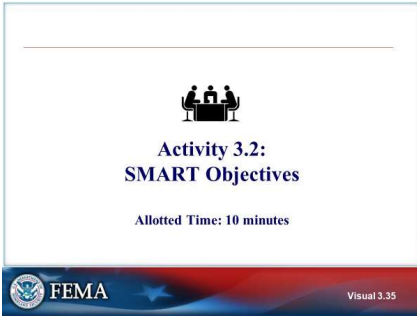 Activity 3.2:
SMART Objectives
Allotted Time: 10 minutes
FEMA
Visual 3.35